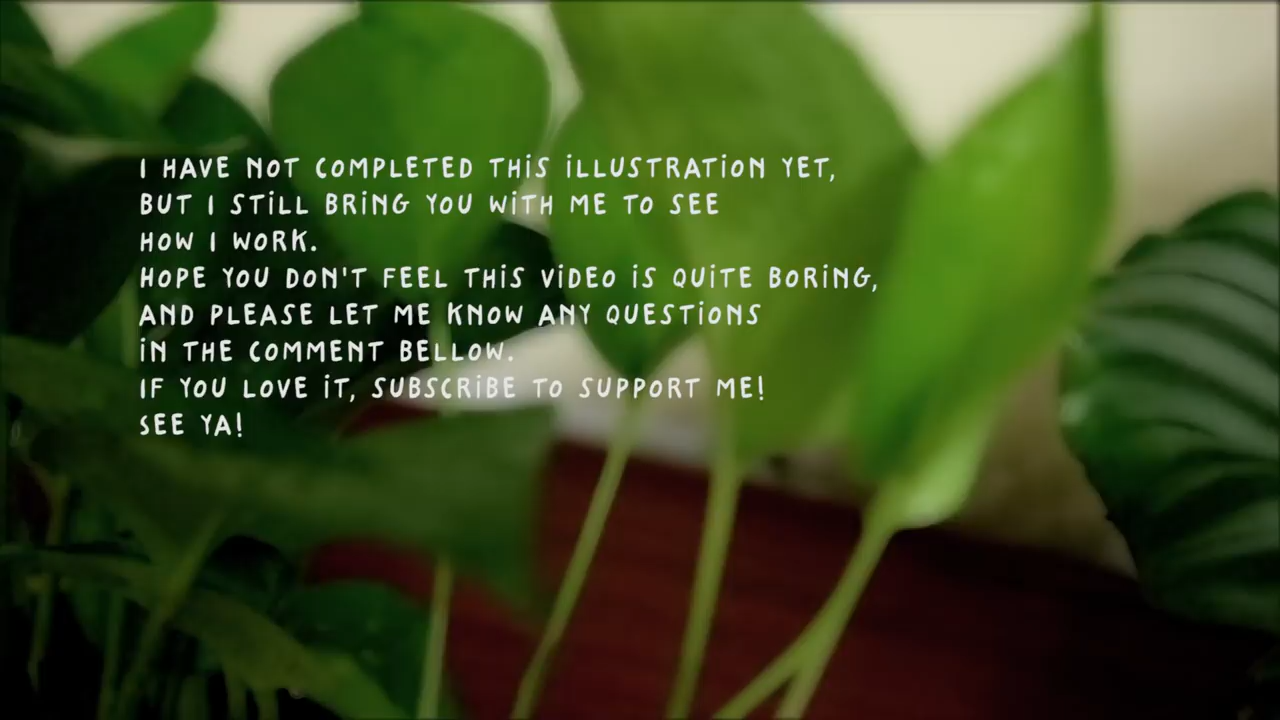 I HAVE NOT COMPLETED THIS ILLUSTRATION YET,
BUT I STILL BRING YOU WITH ME TO SEE
HOW I WORK.
HOPE YOU DON'T FEEL THIS VIDEO IS QUITE BORING,
AND PLEASE LET ME KNOW ANY QUESTIONS
IN THE COMMENT BELLOW.
IF YOU LOVE IT, SUBSCRIBE TO SUPPORT ME!
SEE YA!